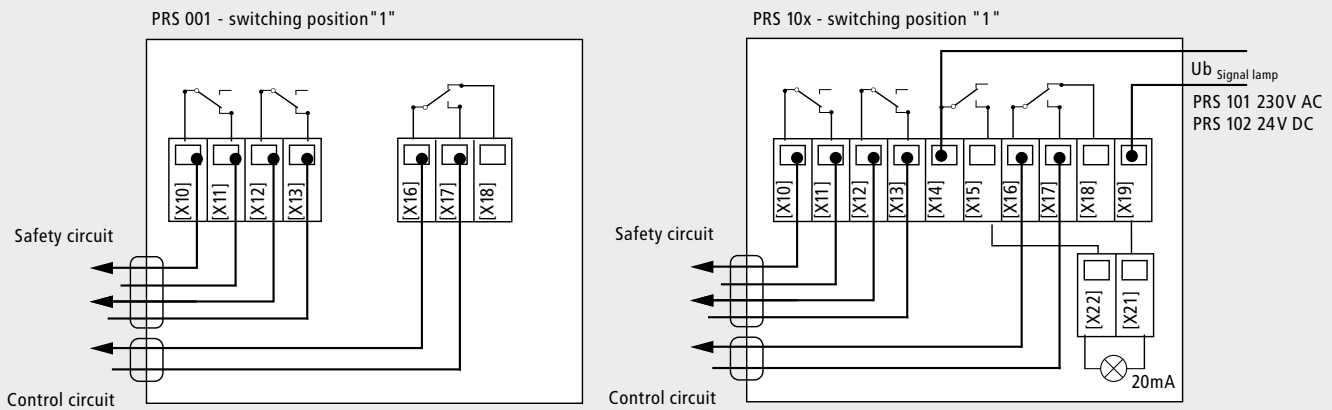 PRS 001 - switching position"1"
[X10]
[X11]
[X12]
[X13]
[X16]
[X17]
[X18]
Safety circuit
Control circuit
PRS 10x - switching position "1"
[X10]
[X11]
[X12]
[X13]
[X14]
[X15]
[X16]
[X17]
[X18]
[X19]
Ub Signal lamp
PRS 101 230V AC
PRS 102 24V DC
Safety circuit
[X22]
[X21]
20mA
Control circuit